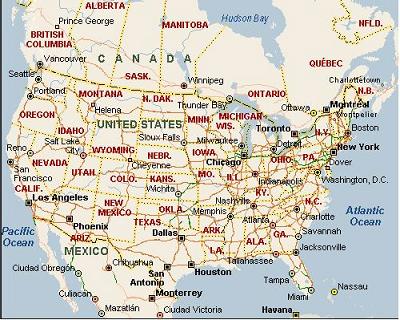 ALBERTA
Hudson Bay
Prince George
MANITOBA
NFLD.
BRITISH
COLUMBIA
CANADA
QUÉBEC
Vancouver
SASK.
Winnipeg
Seattle
Charlottetown
Portland
MONTANA
N. DAK.
Thunder Bay
ONTARIO
Ottawa
Montréal
N.B.
Helena
OREGON
UNITED STATES
MINN.
MICHIGAN
Montpelier
IDAHO
Sioux Falls
WIS.
Toronto
N.Y.
Boston
Salt Lake
City
WYOMING
Milwaukee
Detroit
New York
Reno
NEBR.
IOWA
Chicago
OHIO
PA.
Dover
NEVADA
Cheyenne
San
Francisco
UTAH
COLO.
KANS.
MO.
ILL.
Indianapolis
Washington, D.C.
CALIF.
Wichita
KY.
Los Angeles
NEW
MEXICO
OKLA.
Nashville
N.C.
Memphis
Charlotte
Atlantic
Ocean
Phoenix
TEXAS
ARK.
Atlanta
Savannah
Pacific
Ocean
ARIZ.
Dallas
ALA.
GA.
MEXICO
LA.
Jacksonville
Ciudad Obregón
Chihuahua
San
Antonio
Houston
Tallahassee
Tampa
Culiacán
Monterrey
Miami
Nassau
Mazatlán
Ciudad Victoria
Havana